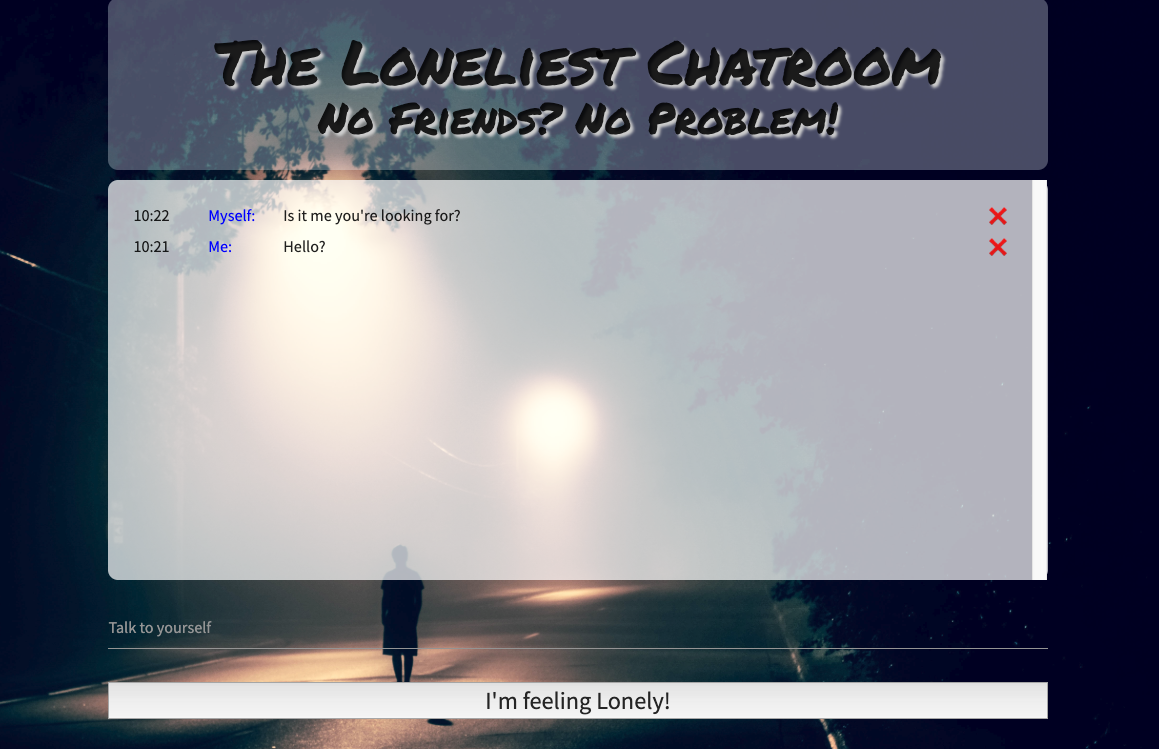 The Loneliest Chatroom
No Friends? No Problem!
10:22 Myself: Is it me you're looking for?
10:21 Me: Hello?
Talk to yourself
I'm feeling Lonely!